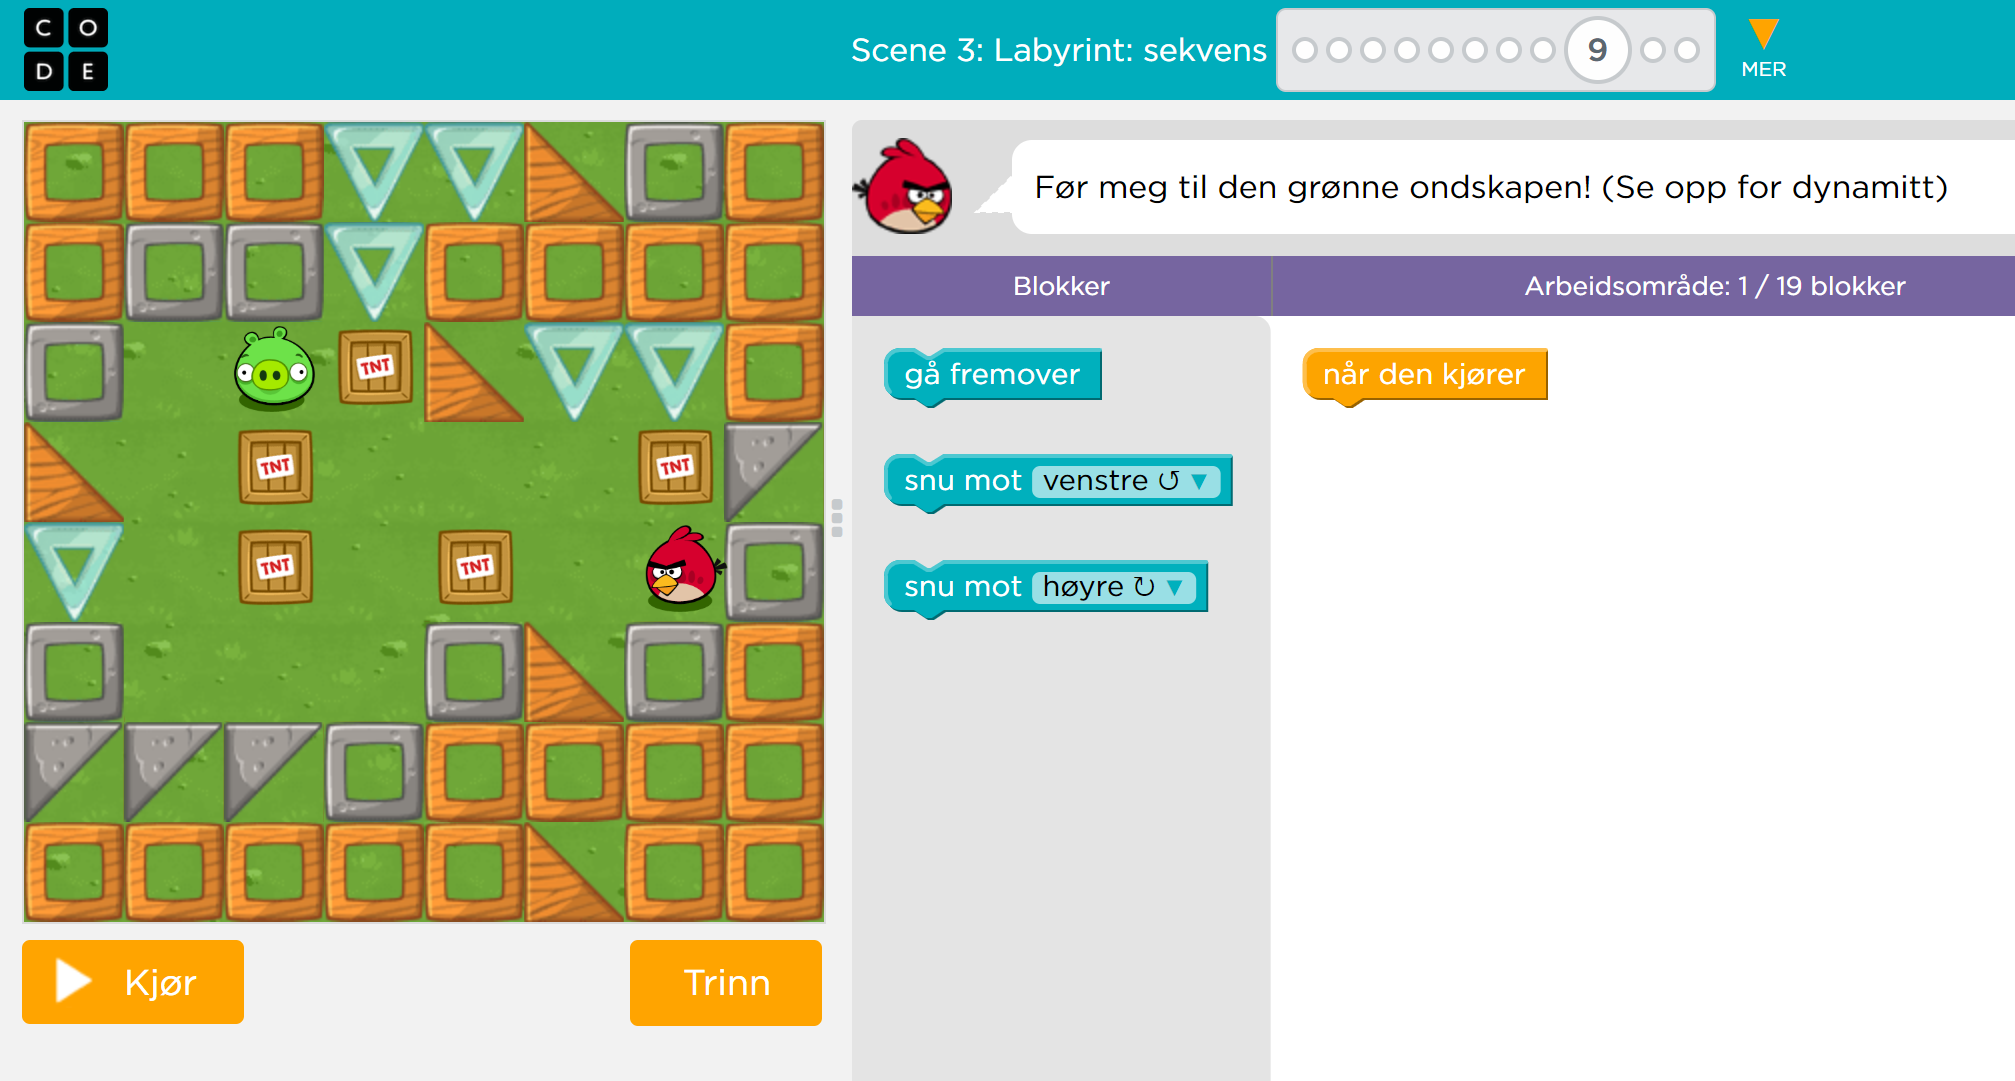 C O
D E
Scene 3: Labyrint: sekvens
9
MER
Før meg til den grønne ondskapen! (Se opp for dynamitt)
Blokker
Arbeidsområde: 1 / 19 blokker
gå fremover
når den kjører
snu mot venstre ↺ ▼
snu mot høyre ↻ ▼
TNT
TNT
TNT
TNT
TNT
Kjør
Trinn